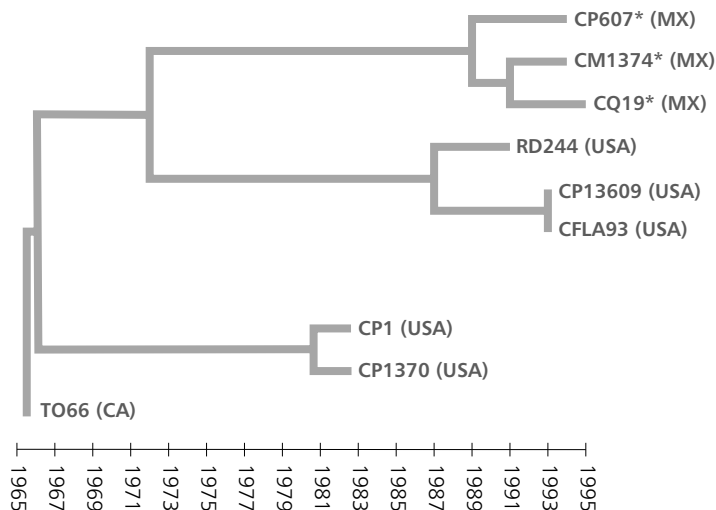 CP607* (MX)
CM1374* (MX)
CQ19* (MX)
RD244 (USA)
CP13609 (USA)
CFLA93 (USA)
CP1 (USA)
CP1370 (USA)
TO66 (CA)
1965
1967
1969
1971
1973
1975
1977
1979
1981
1983
1985
1987
1989
1991
1993
1995